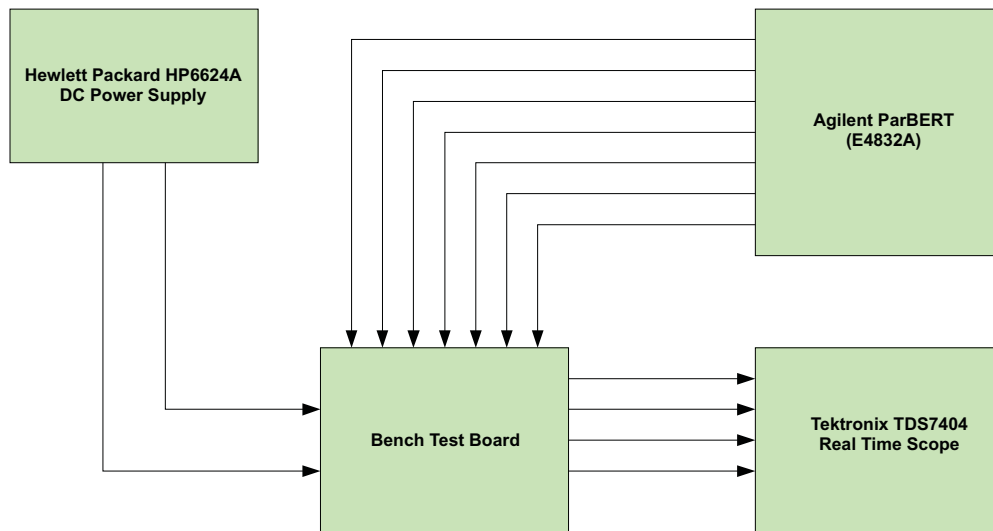 Hewlett Packard HP6624A
DC Power Supply
Agilent ParBERT
(E4832A)
Bench Test Board
Tektronix TDS7404
Real Time Scope